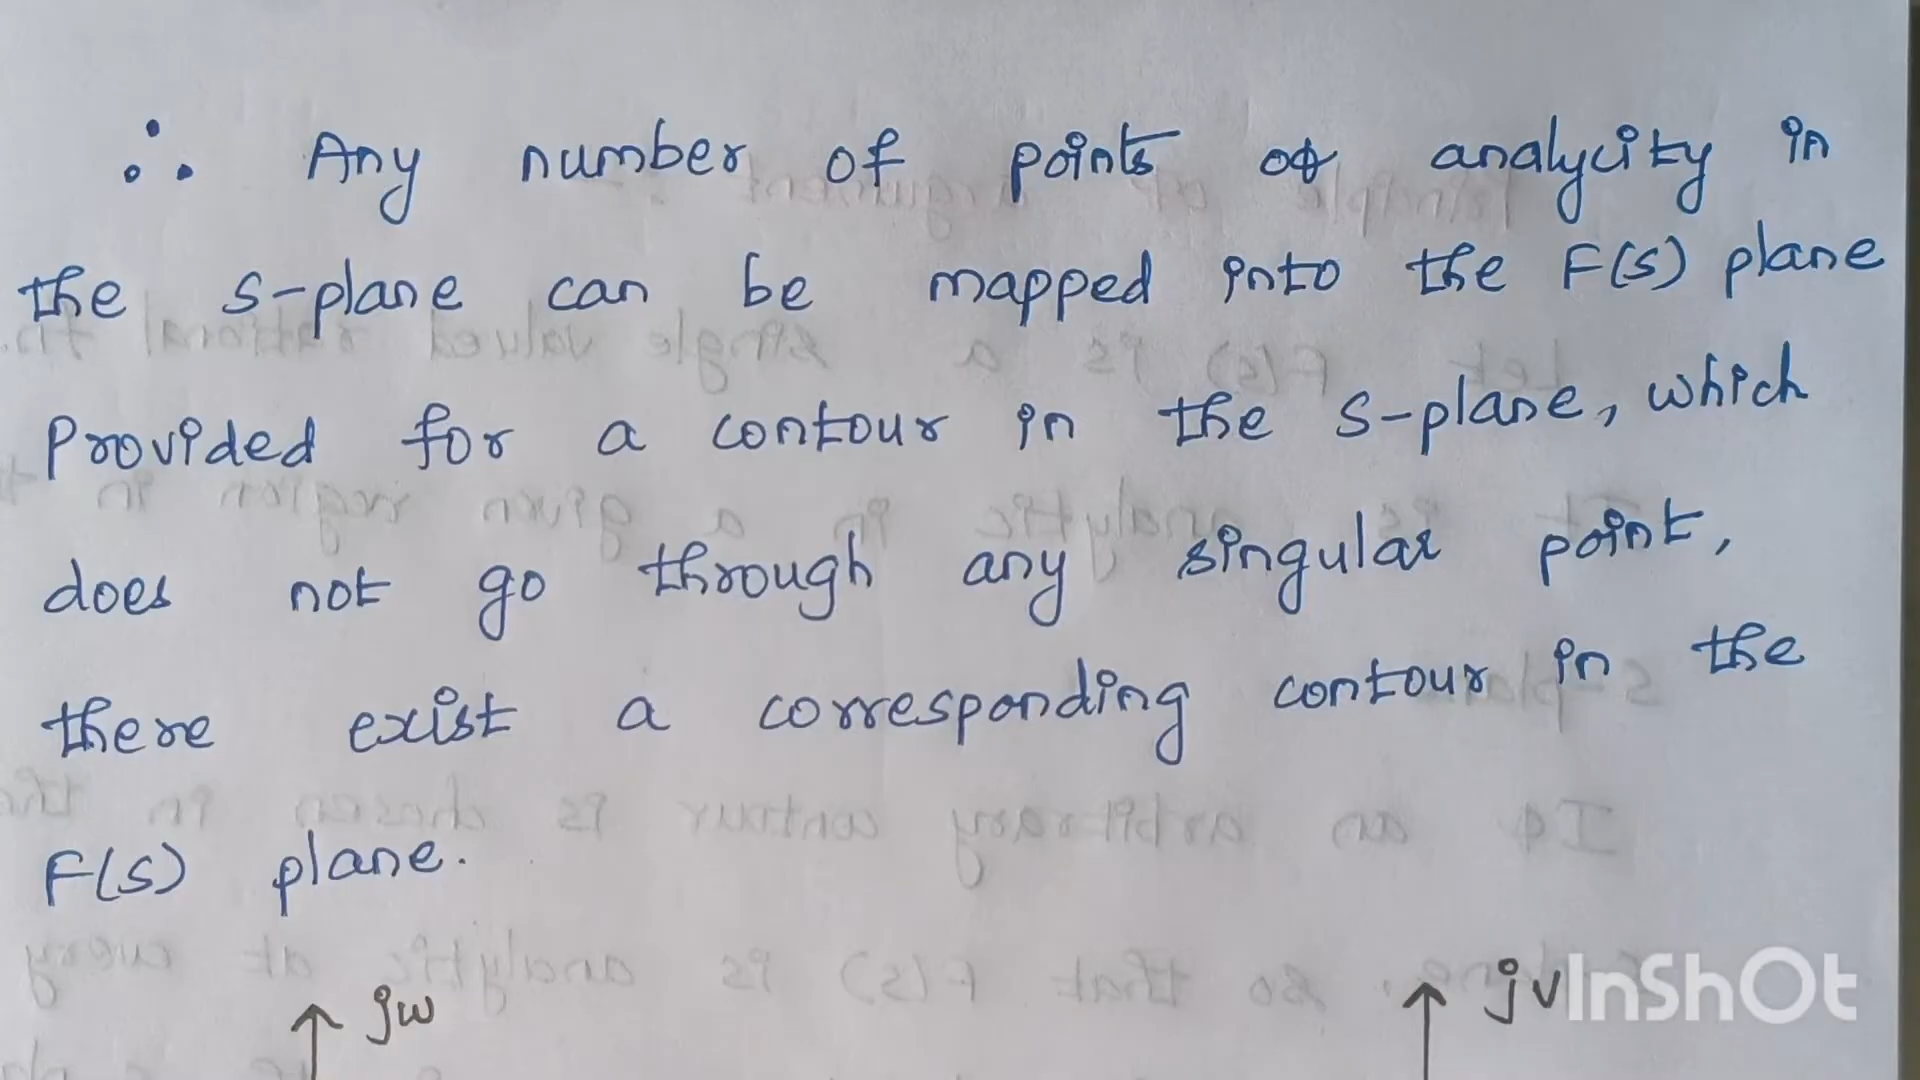 ∴ Any number of points of analycity in
the s-plane can be mapped into the F(s) plane
Provided for a contour in the s-plane, which
does not go through any singular point,
there exist a corresponding contour in the
F(s) plane.
jw
jv
InShOt